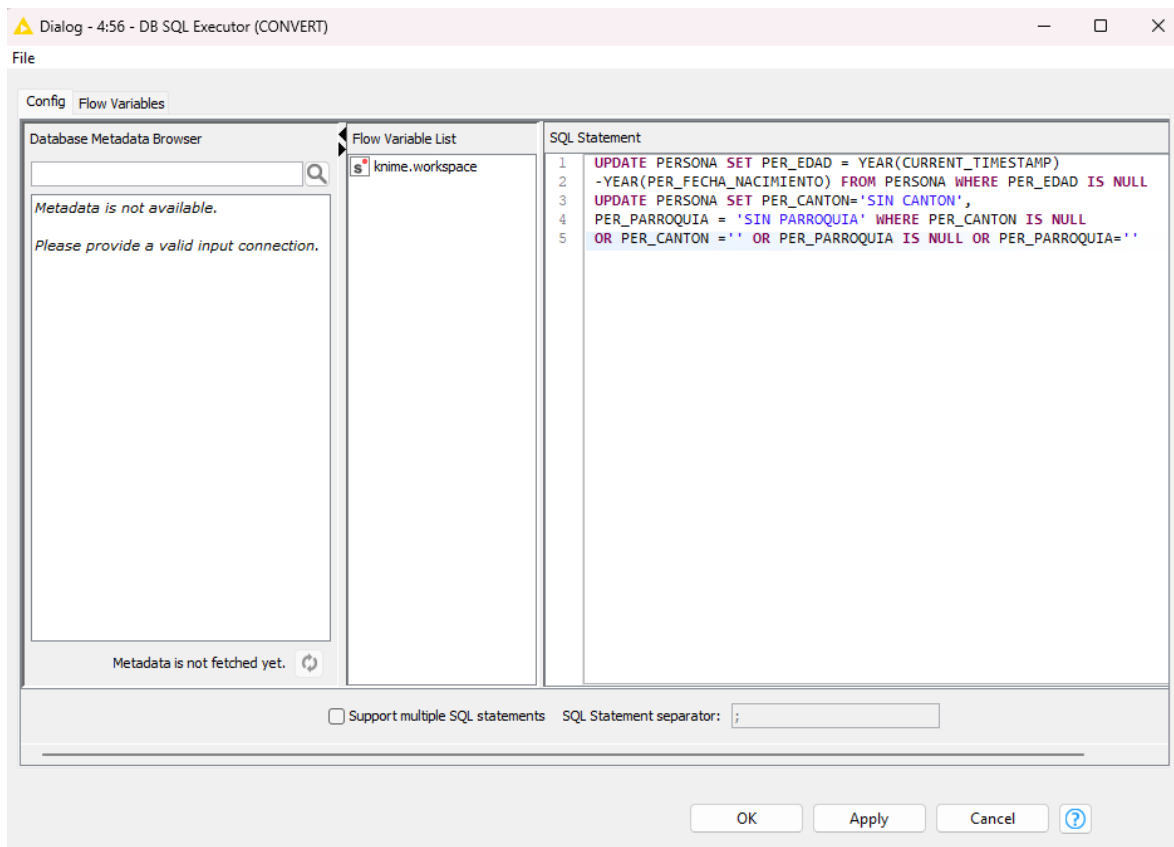 Dialog - 4:56 - DB SQL Executor (CONVERT)
File
Config Flow Variables
Database Metadata Browser
Metadata is not available.
Please provide a valid input connection.
Metadata is not fetched yet.
Flow Variable List
s knime.workspace
SQL Statement
1 UPDATE PERSONA SET PER_EDAD = YEAR(CURRENT_TIMESTAMP)
2 -YEAR(PER_FECHA_NACIMIENTO) FROM PERSONA WHERE PER_EDAD IS NULL
3 UPDATE PERSONA SET PER_CANTON='SIN CANTON',
4 PER_PARROQUIA = 'SIN PARROQUIA' WHERE PER_CANTON IS NULL
5 OR PER_CANTON ='' OR PER_PARROQUIA IS NULL OR PER_PARROQUIA=''
Support multiple SQL statements SQL Statement separator: ;
OK Apply Cancel ?